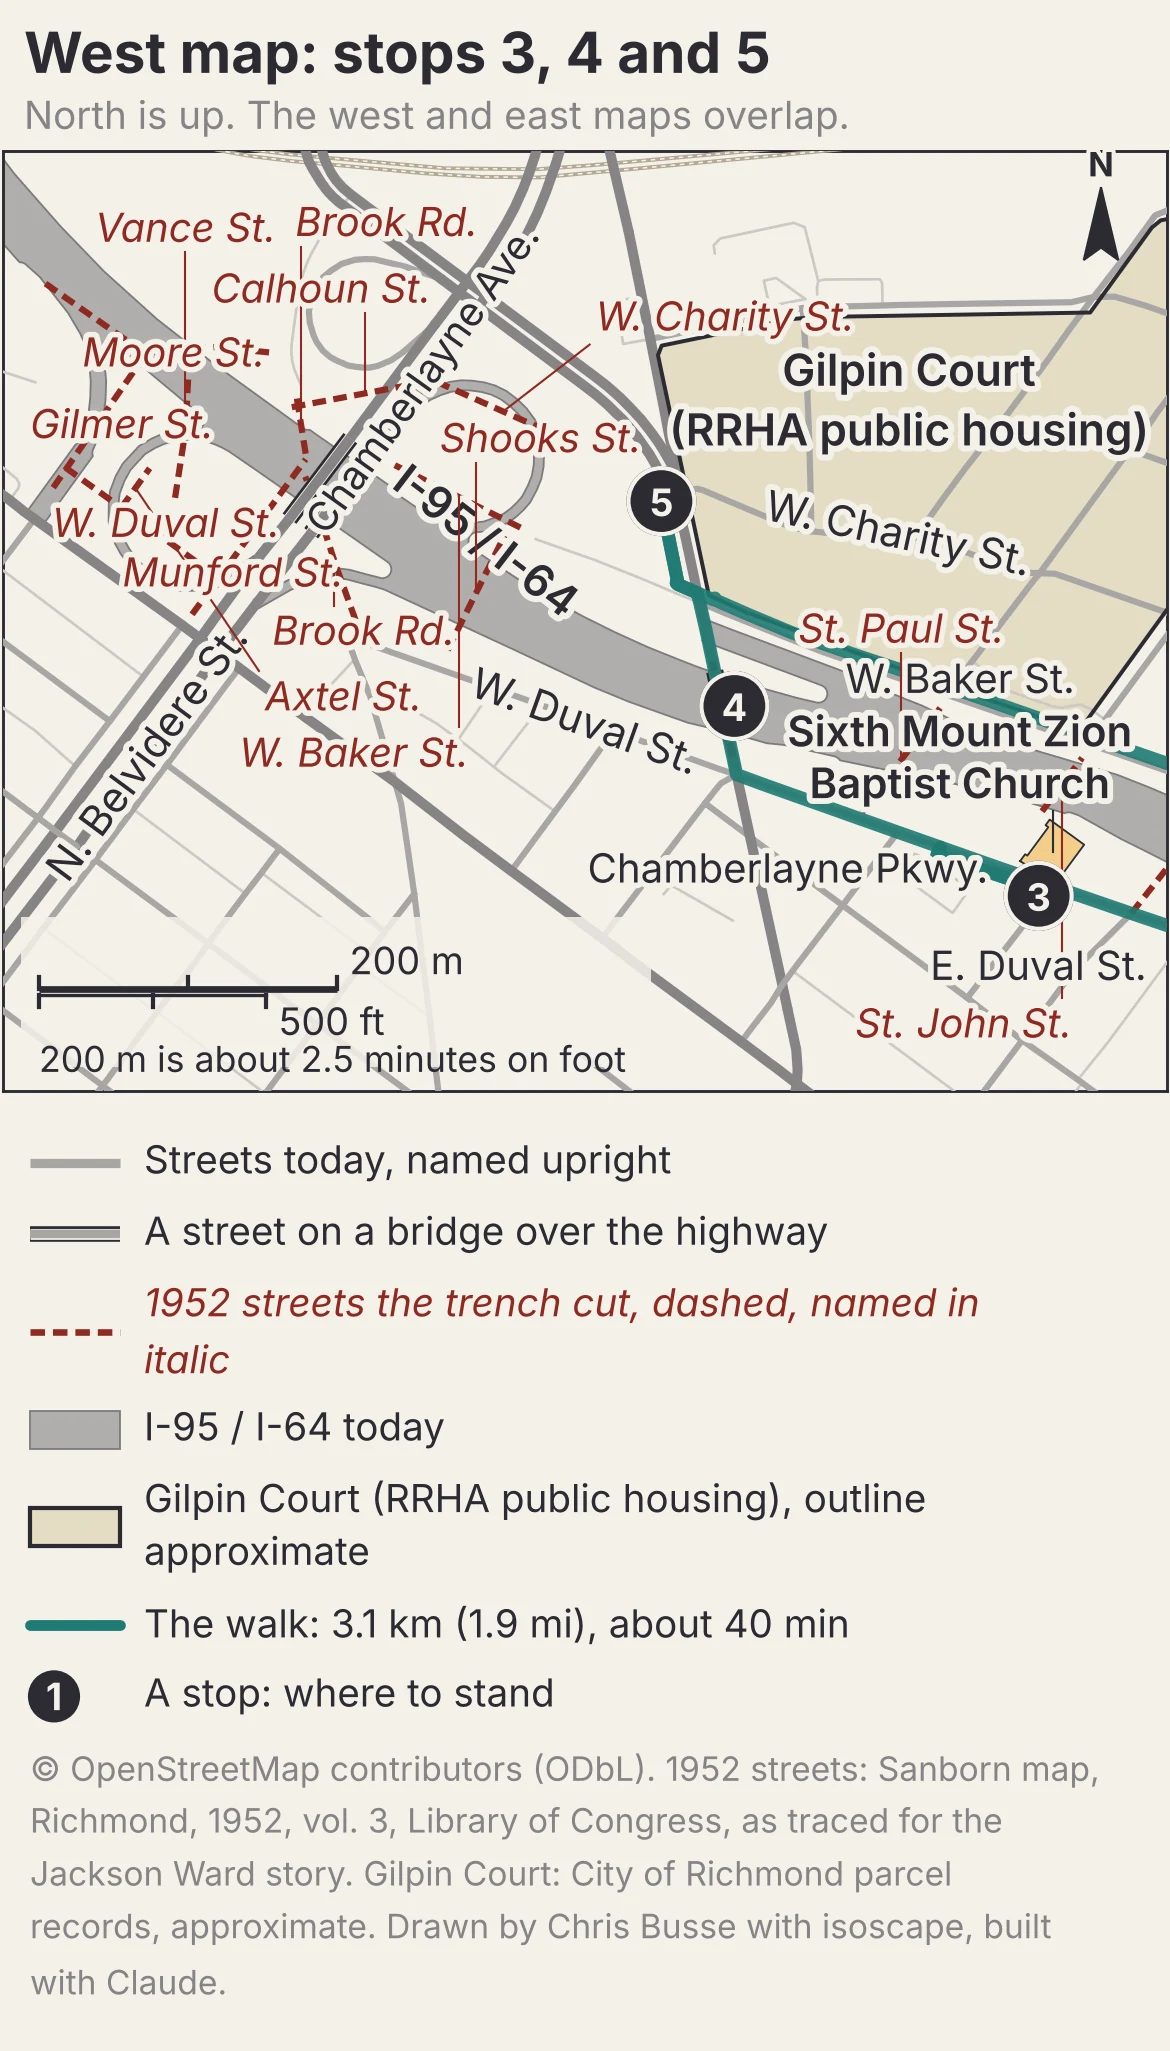 West map: stops 3, 4 and 5
North is up. The west and east maps overlap.
N
Vance St.
Brook Rd.
Calhoun St.
Chamberlayne Ave.
W. Charity St.
Moore St.
Gilpin Court
(RRHA public housing)
Gilmer St.
Shooks St.
I-95 / I-64
5
W. Charity St.
W. Duval St.
Munford St.
Brook Rd.
St. Paul St.
W. Baker St.
Axtel St.
W. Duval St.
4
Sixth Mount Zion
Baptist Church
W. Baker St.
N. Belvidere St.
Chamberlayne Pkwy.
3
E. Duval St.
St. John St.
200 m
500 ft
200 m is about 2.5 minutes on foot
Streets today, named upright
A street on a bridge over the highway
1952 streets the trench cut, dashed, named in
italic
I-95 / I-64 today
Gilpin Court (RRHA public housing), outline
approximate
The walk: 3.1 km (1.9 mi), about 40 min
1
A stop: where to stand
© OpenStreetMap contributors (ODbL). 1952 streets: Sanborn map,
Richmond, 1952, vol. 3, Library of Congress, as traced for the
Jackson Ward story. Gilpin Court: City of Richmond parcel
records, approximate. Drawn by Chris Busse with isoscape, built
with Claude.